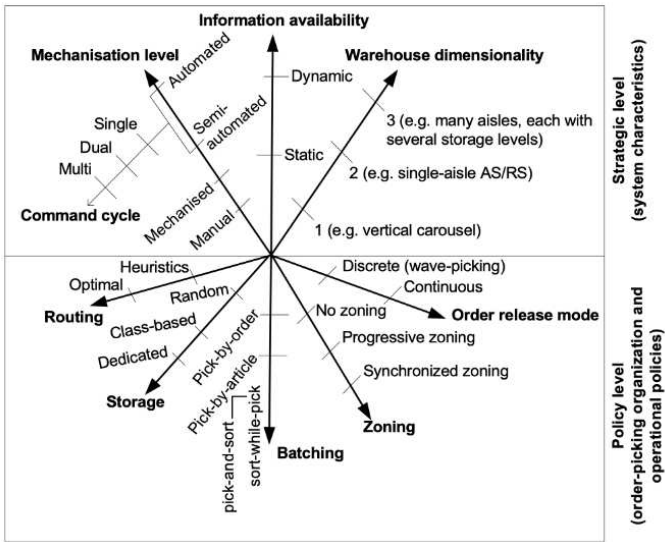 Information availability
Mechanisation level
Warehouse dimensionality
Automated
Dynamic
Semi-
automated
3 (e.g. many aisles, each with
several storage levels)
Single
Dual
Multi
Static
2 (e.g. single-aisle AS/RS)
Command cycle
Mechanised
Manual
1 (e.g. vertical carousel)
Strategic level
(system characteristics)
Heuristics
Optimal
Routing
Random
Class-based
Dedicated
Storage
Pick-by-order
Pick-by-article
pick-and-sort
sort-while-pick
Batching
Discrete (wave-picking)
Continuous
Order release mode
No zoning
Progressive zoning
Synchronized zoning
Zoning
Policy level
(order-picking organization and
operational policies)